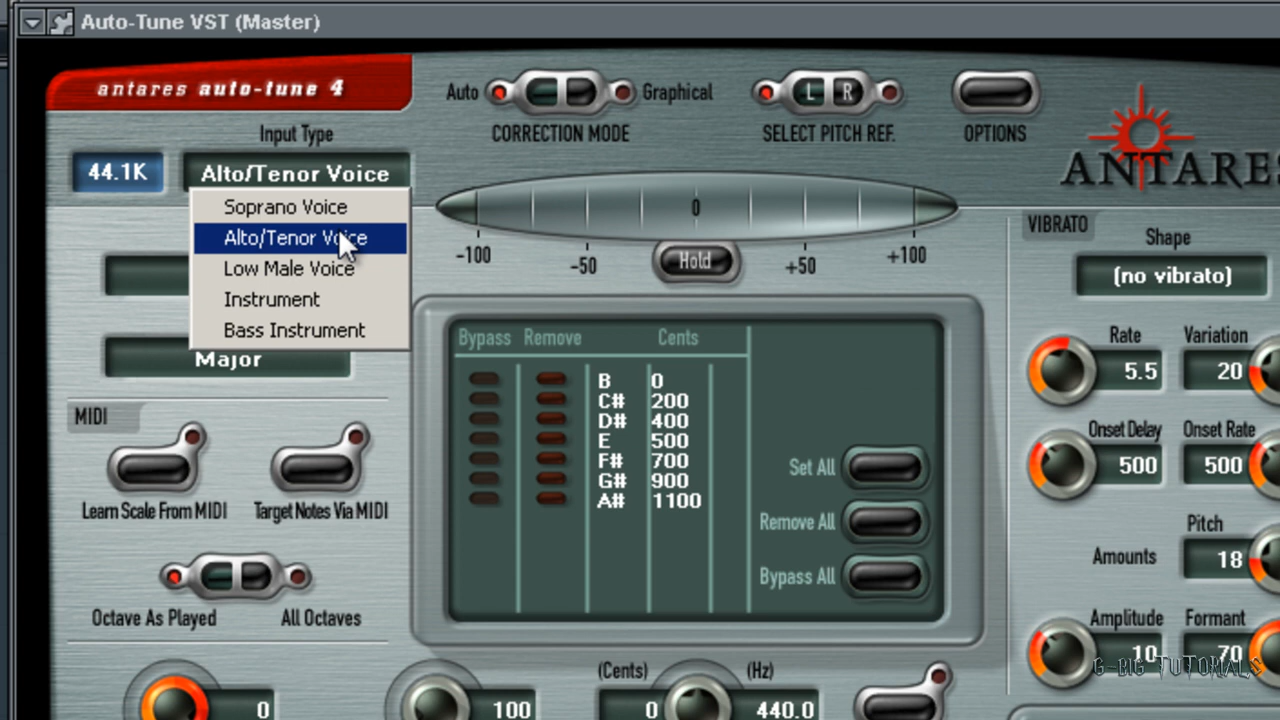 Auto-Tune VST (Master)
antares auto-tune 4
Auto
Graphical
CORRECTION MODE
L R
SELECT PITCH REF.
OPTIONS
ANTARES
Input Type
44.1K
Alto/Tenor Voice
Soprano Voice
Alto/Tenor Voice
Low Male Voice
Instrument
Bass Instrument
Major
0
-100
-50
+50
+100
Hold
VIBRATO
Shape
(no vibrato)
Rate
5.5
Variation
20
Onset Delay
500
Onset Rate
500
Pitch
Amounts
18
Amplitude
10
Formant
70
Bypass Remove Cents
B 0
C# 200
D# 400
E 500
F# 700
G# 900
A# 1100
Set All
Remove All
Bypass All
MIDI
Learn Scale From MIDI
Target Notes Via MIDI
Octave As Played
All Octaves
0
100
(Cents)
0
(Hz)
440.0
G-BIG TUTORIALS